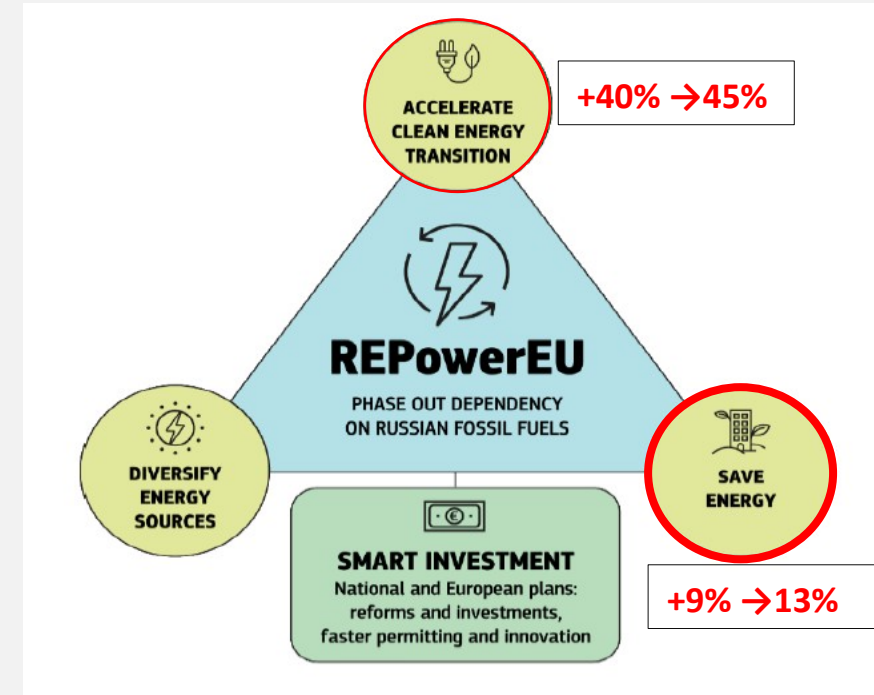 ACCELERATE
CLEAN ENERGY
TRANSITION
+40% →45%
REPowerEU
PHASE OUT DEPENDENCY
ON RUSSIAN FOSSIL FUELS
DIVERSIFY
ENERGY
SOURCES
SAVE
ENERGY
€
SMART INVESTMENT
National and European plans:
reforms and investments,
faster permitting and innovation
+9% →13%